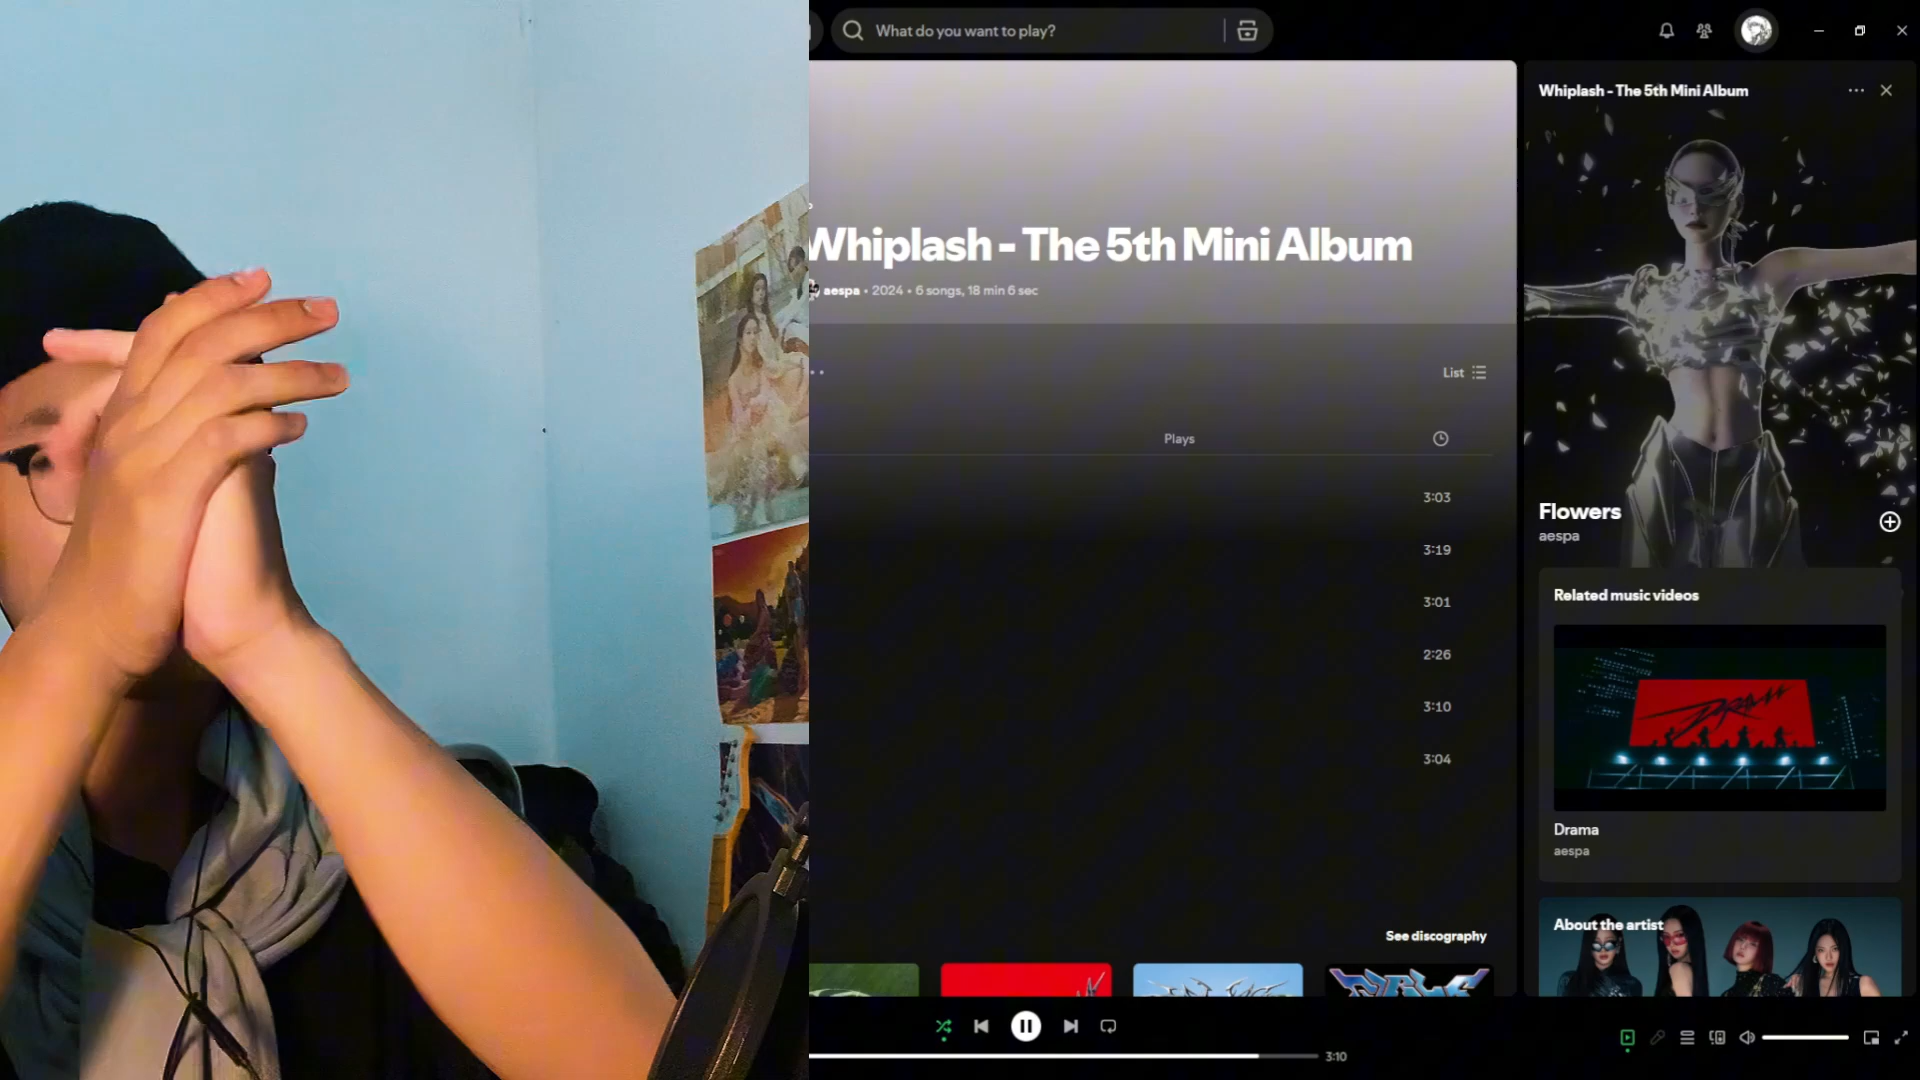 What do you want to play?
Whiplash - The 5th Mini Album
aespa • 2024 • 6 songs, 18 min 6 sec
List
Plays
3:03
3:19
3:01
2:26
3:10
3:04
See discography
3:10
Whiplash - The 5th Mini Album
Flowers
aespa
Related music videos
DRAMA
Drama
aespa
About the artist